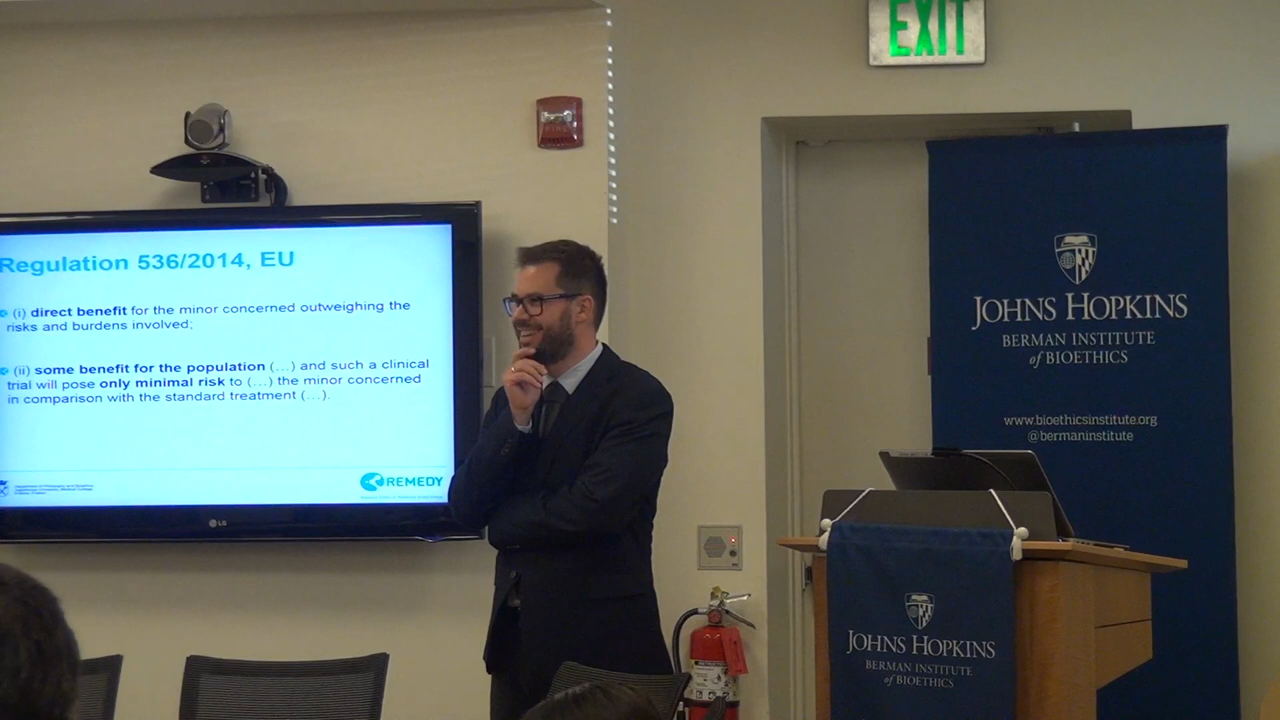 EXIT
Regulation 536/2014, EU
(i) direct benefit for the minor concerned outweighing the
risks and burdens involved;
(ii) some benefit for the population (…) and such a clinical
trial will pose only minimal risk to (…) the minor concerned
in comparison with the standard treatment (…).
REMEDY
LG
FIRE
JOHNS HOPKINS
BERMAN INSTITUTE
of BIOETHICS
www.bioethicsinstitute.org
@bermaninstitute
JOHNS HOPKINS
BERMAN INSTITUTE
of BIOETHICS